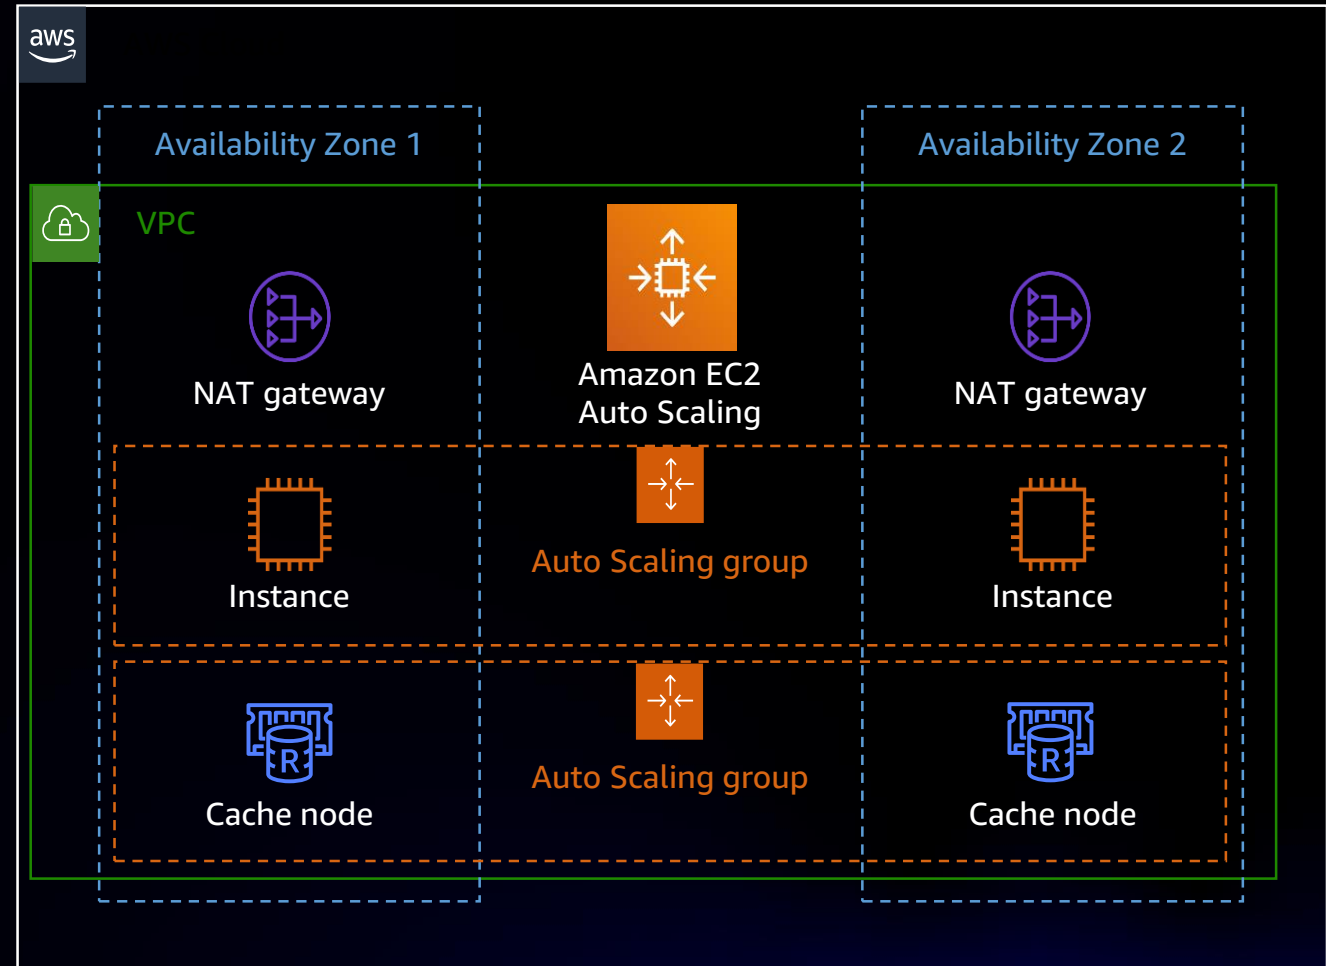 aws
Availability Zone 1
Availability Zone 2
VPC
NAT gateway
Amazon EC2
Auto Scaling
NAT gateway
Instance
Auto Scaling group
Instance
R
Cache node
Auto Scaling group
R
Cache node